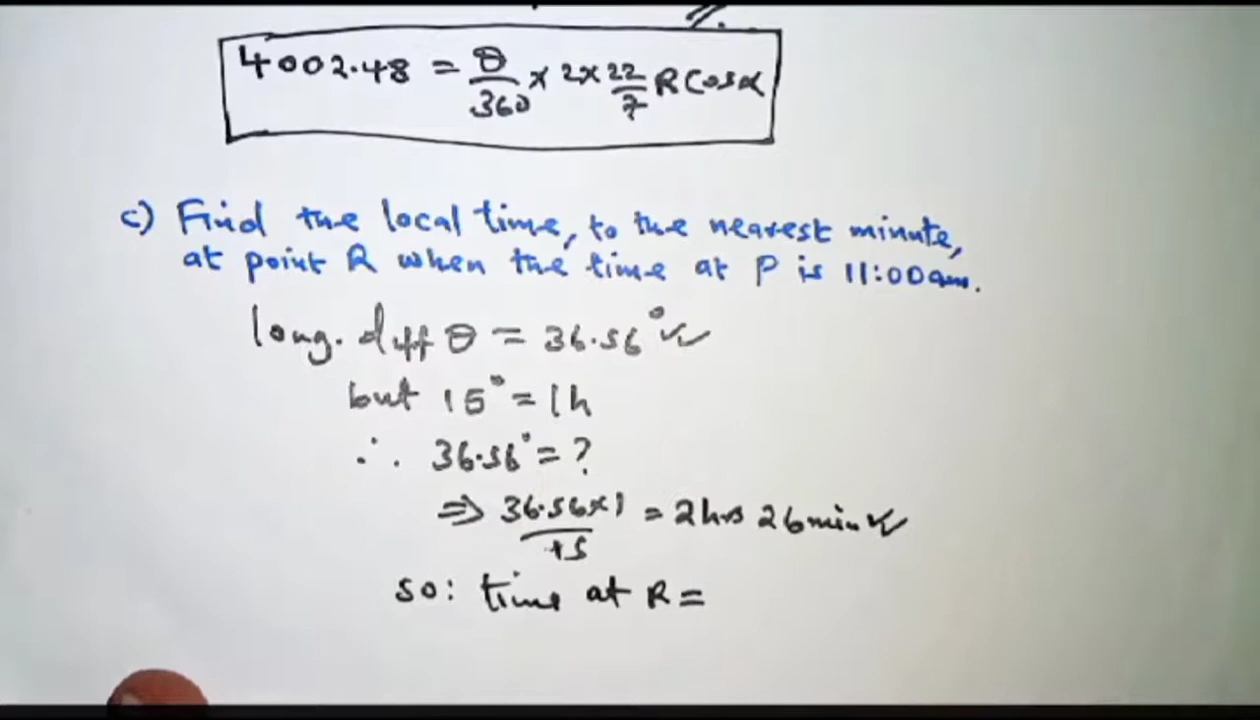 4002.48 = θ/360 × 2 × 22/7 R Cos α
c) Find the local time, to the nearest minute,
at point R when the time at P is 11:00am.
long. diff θ = 36.56°
but 15° = 1h
∴ 36.56° = ?
⇒ 36.56×1/15 = 2hrs 26min
so: time at R =